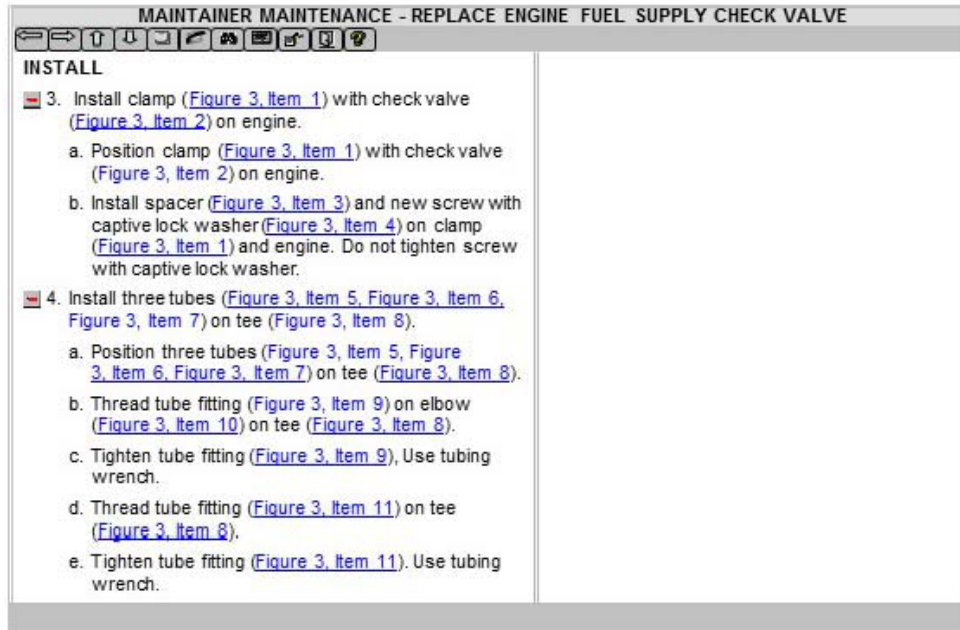 MAINTAINER MAINTENANCE - REPLACE ENGINE FUEL SUPPLY CHECK VALVE
INSTALL
3. Install clamp (Figure 3, Item 1) with check valve
(Figure 3, Item 2) on engine.
a. Position clamp (Figure 3, Item 1) with check valve
(Figure 3, Item 2) on engine.
b. Install spacer (Figure 3, Item 3) and new screw with
captive lock washer (Figure 3, Item 4) on clamp
(Figure 3, Item 1) and engine. Do not tighten screw
with captive lock washer.
4. Install three tubes (Figure 3, Item 5, Figure 3, Item 6,
Figure 3, Item 7) on tee (Figure 3, Item 8).
a. Position three tubes (Figure 3, Item 5, Figure
3, Item 6, Figure 3, Item 7) on tee (Figure 3, Item 8).
b. Thread tube fitting (Figure 3, Item 9) on elbow
(Figure 3, Item 10) on tee (Figure 3, Item 8).
c. Tighten tube fitting (Figure 3, Item 9), Use tubing
wrench.
d. Thread tube fitting (Figure 3, Item 11) on tee
(Figure 3, Item 8).
e. Tighten tube fitting (Figure 3, Item 11). Use tubing
wrench.